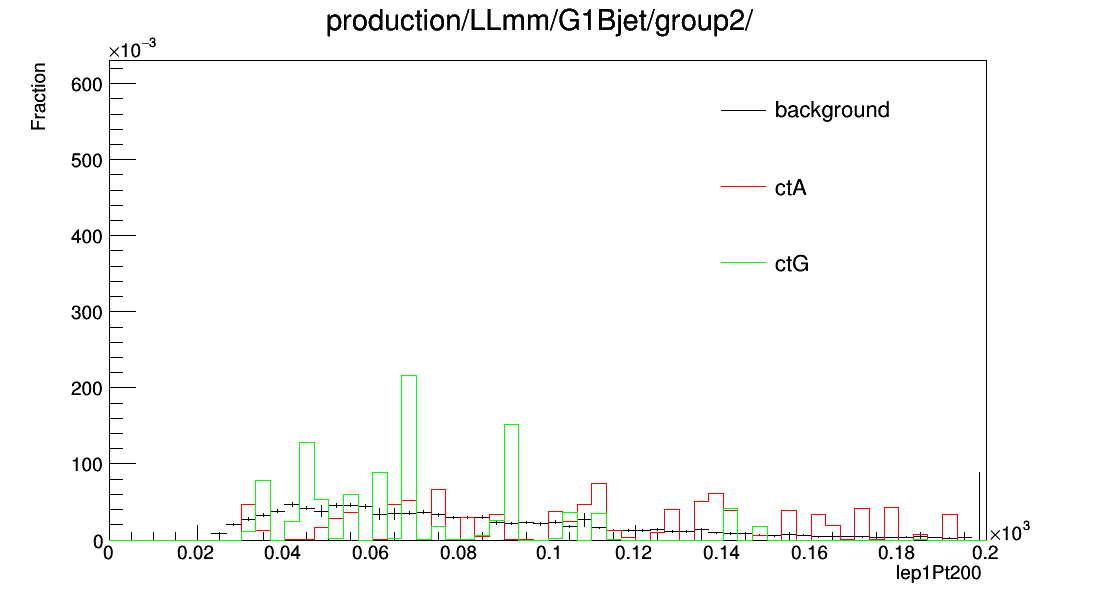 production/LLmm/G1Bjet/group2/
×10⁻³
Fraction
600
500
400
300
200
100
0
background
ctA
ctG
0 0.02 0.04 0.06 0.08 0.1 0.12 0.14 0.16 0.18 0.2
×10³
lep1Pt200